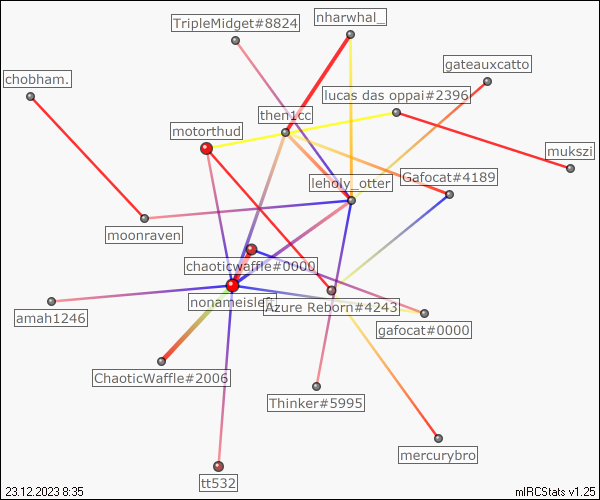 nharwhal_
TripleMidget#8824
gateauxcatto
chobham.
lucas das oppai#2396
then1cc
motorthud
mukszi
Gafocat#4189
leholy_otter
moonraven
chaoticwaffle#0000
Azure Reborn#4243
amah1246
gafocat#0000
ChaoticWaffle#2006
Thinker#5995
mercurybro
tt532
23.12.2023 8:35
mIRCStats v1.25